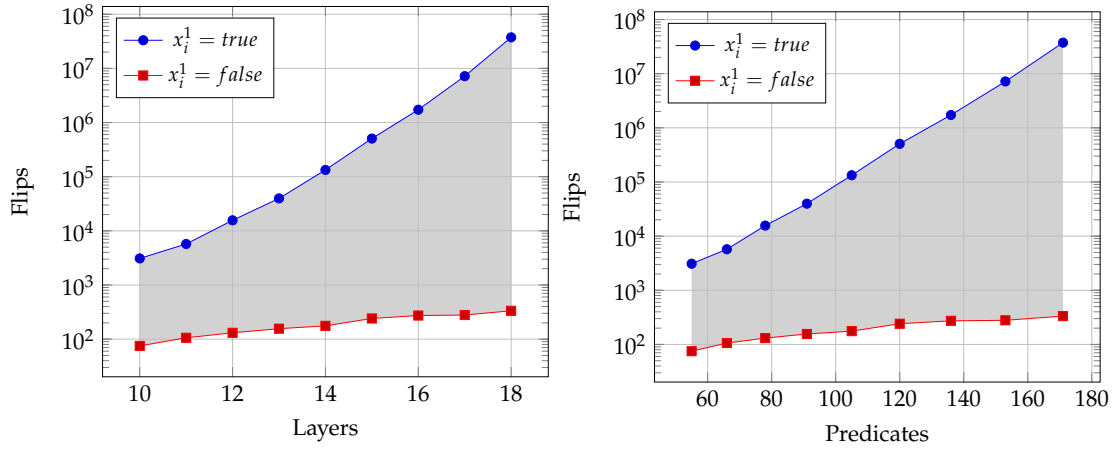 10^8
10^7
10^6
10^5
10^4
10^3
10^2
Flips
x_i^1 = true
x_i^1 = false
10 12 14 16 18
Layers
10^8
10^7
10^6
10^5
10^4
10^3
10^2
Flips
x_i^1 = true
x_i^1 = false
60 80 100 120 140 160 180
Predicates